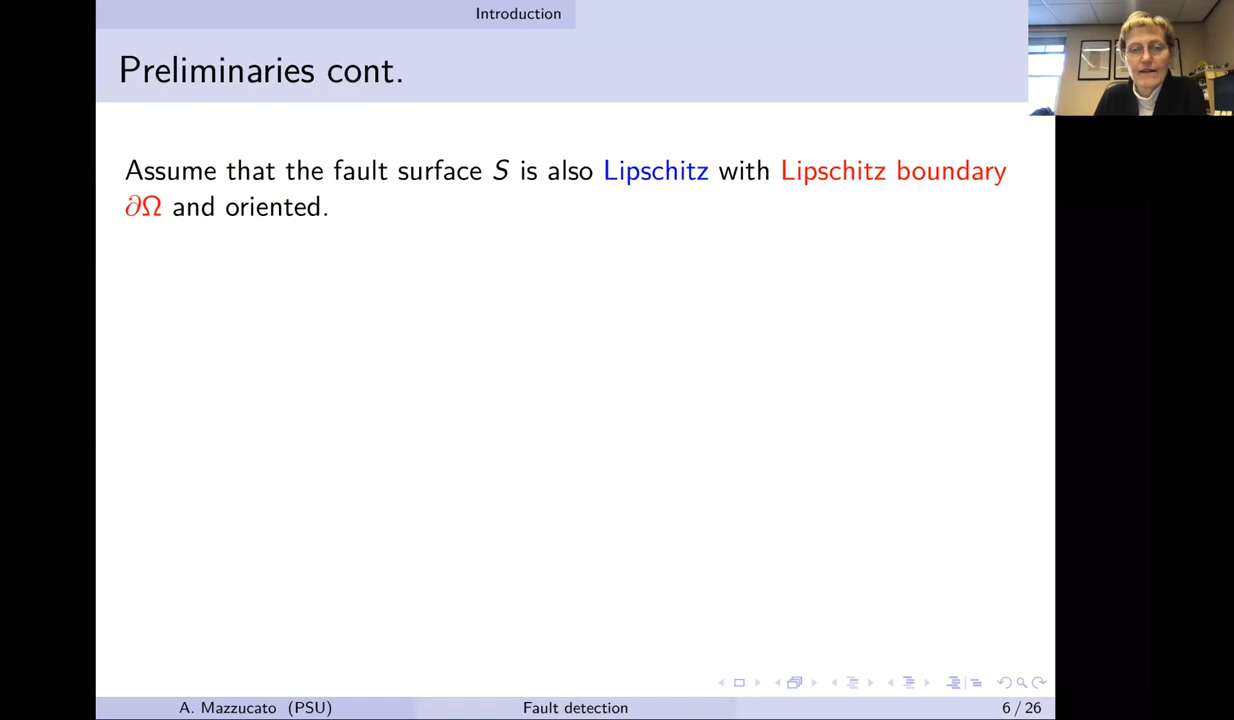 Introduction
Preliminaries cont.
Assume that the fault surface S is also Lipschitz with Lipschitz boundary
∂Ω and oriented.
A. Mazzucato (PSU) Fault detection 6 / 26